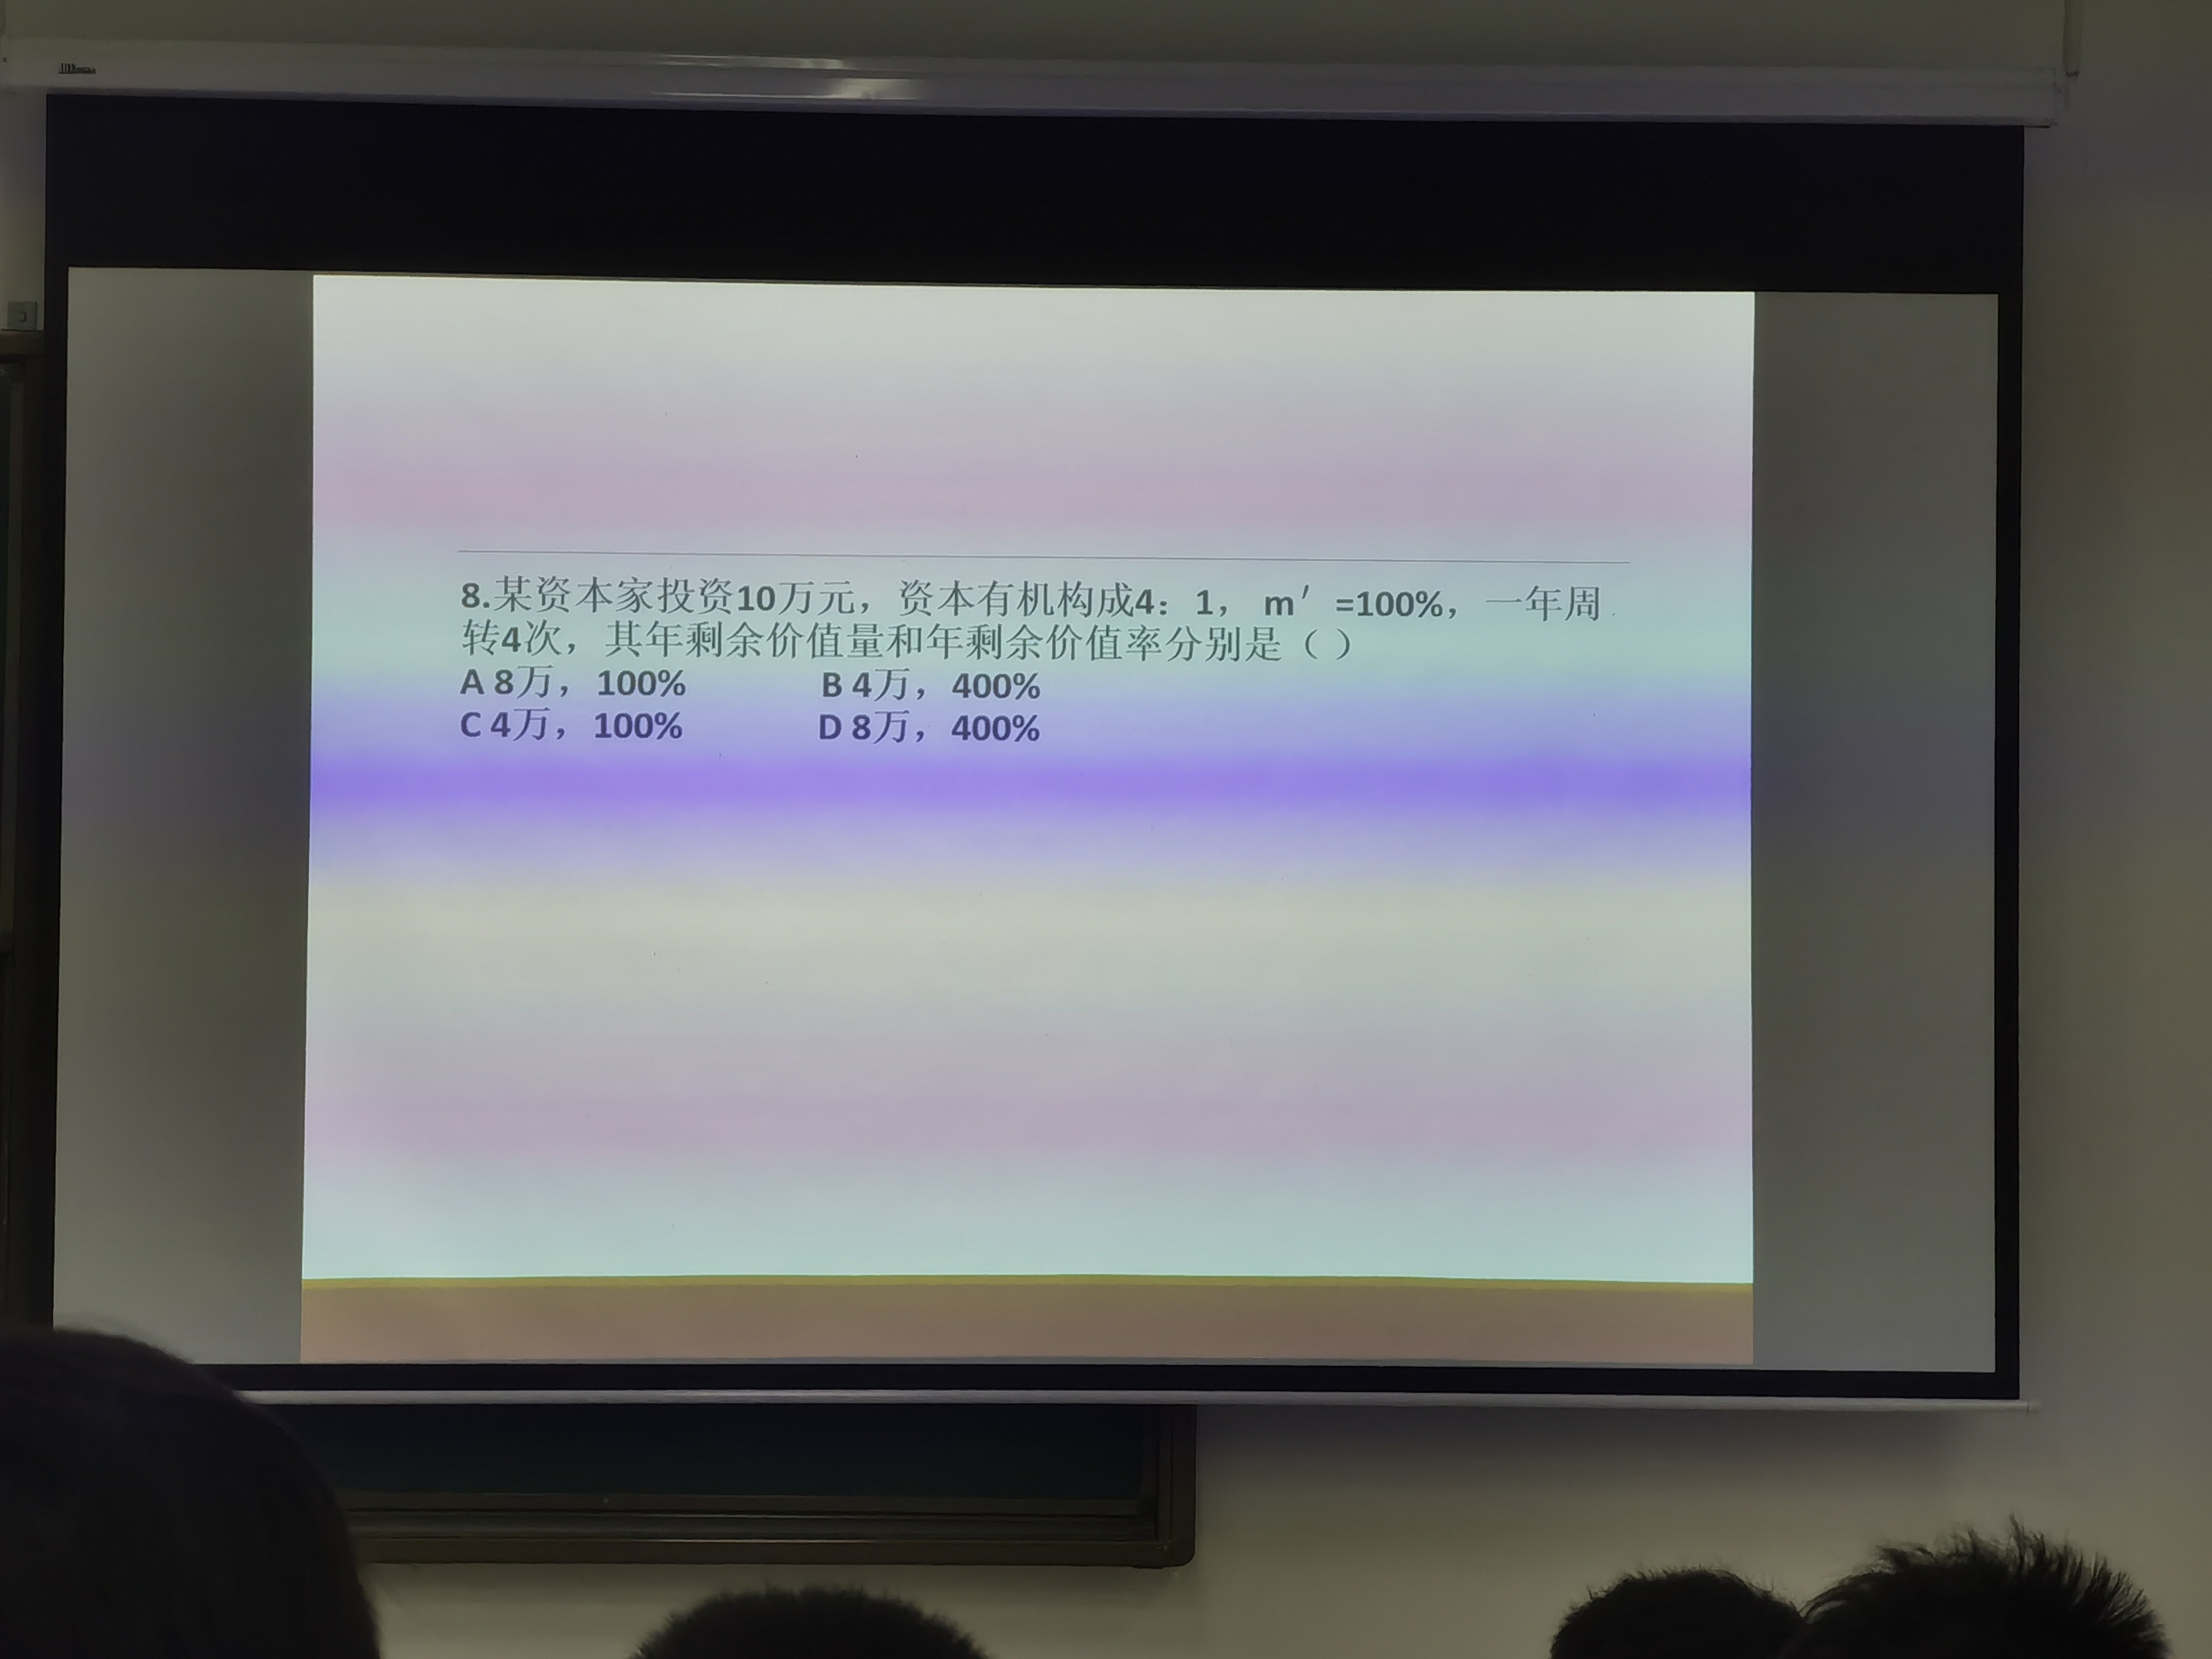 8.某资本家投资10万元，资本有机构成4：1， m′ =100%，一年周
转4次，其年剩余价值量和年剩余价值率分别是（ ）
A 8万，100% B 4万，400%
C 4万，100% D 8万，400%